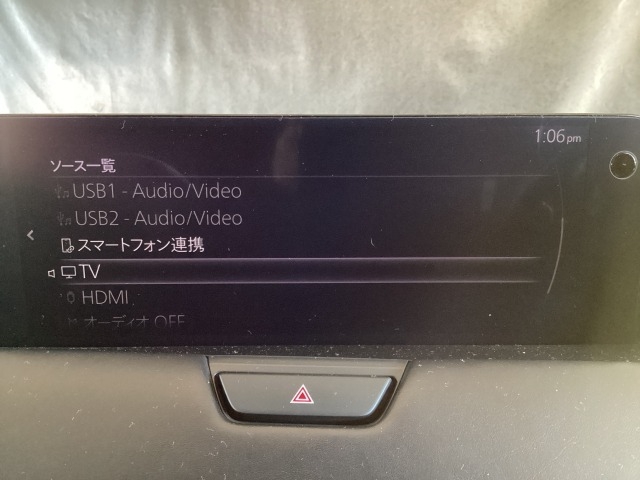 1:06pm
ソース一覧
USB1 - Audio/Video
USB2 - Audio/Video
スマートフォン連携
TV
HDMI
オーディオ OFF